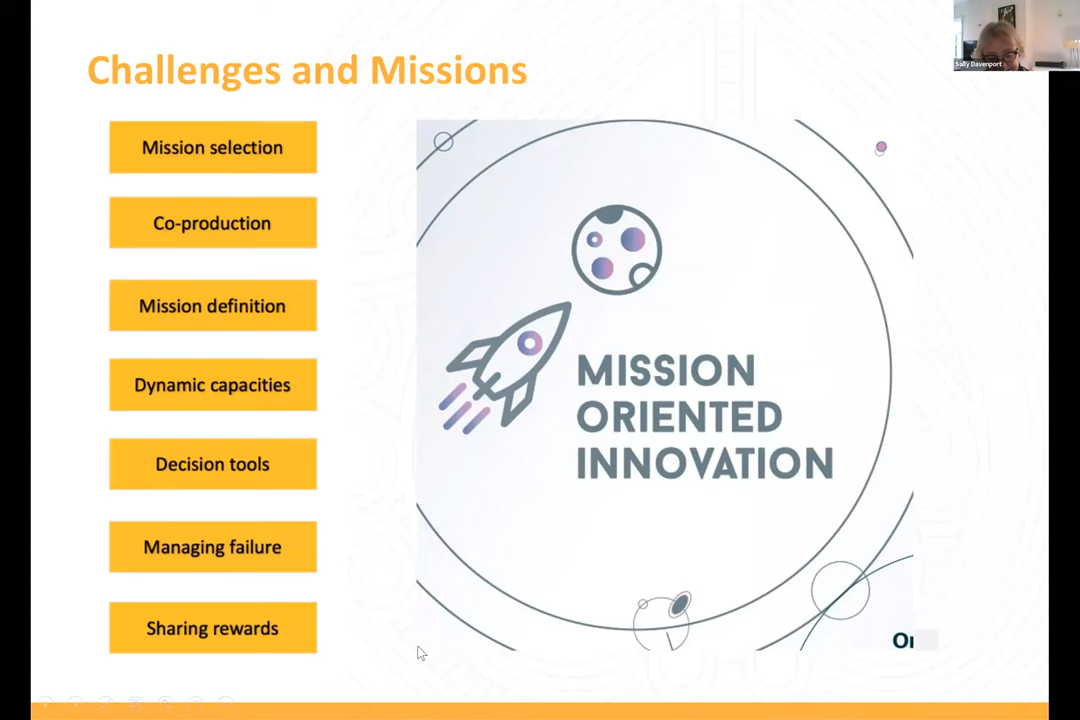 Challenges and Missions
Sally Davenport
Mission selection
Co-production
Mission definition
Dynamic capacities
Decision tools
Managing failure
Sharing rewards
MISSION
ORIENTED
INNOVATION